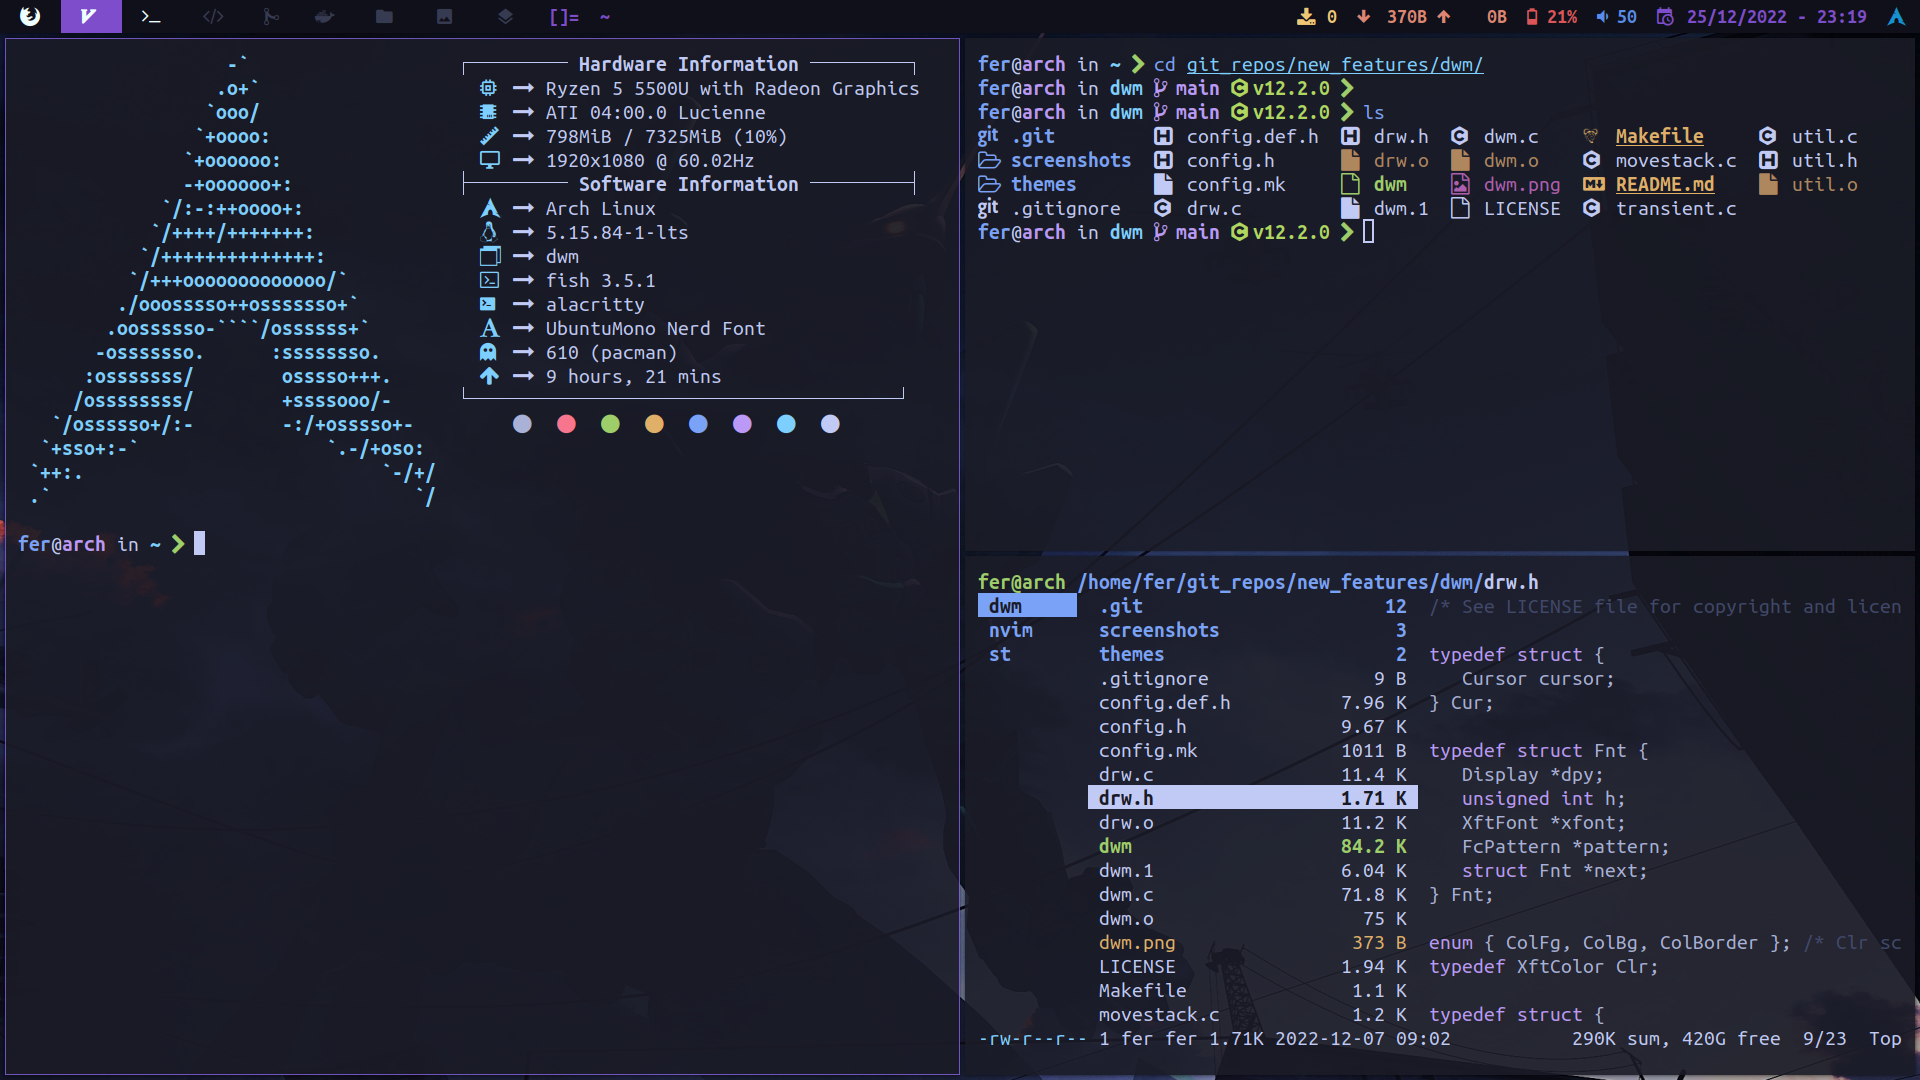 []= ~ 0 370B 0B 21% 50 25/12/2022 - 23:19
-`
.o+`
`ooo/
`+oooo:
`+oooooo:
-+oooooo+:
`/:-:++oooo+:
`/++++/+++++++:
`/++++++++++++++:
`/+++ooooooooooooo/`
./ooosssso++osssssso+`
.oossssso-````/ossssss+`
-osssssso. :ssssssso.
:osssssss/ osssso+++.
/ossssssss/ +ssssooo/-
`/ossssso+/:- -:/+osssso+-
`+sso+:-` `.-/+oso:
`++:. `-/+/
.` `/
Hardware Information
Ryzen 5 5500U with Radeon Graphics
ATI 04:00.0 Lucienne
798MiB / 7325MiB (10%)
1920x1080 @ 60.02Hz
Software Information
Arch Linux
5.15.84-1-lts
dwm
fish 3.5.1
alacritty
UbuntuMono Nerd Font
610 (pacman)
9 hours, 21 mins
fer@arch in ~
fer@arch in ~ cd git_repos/new_features/dwm/
fer@arch in dwm main v12.2.0
fer@arch in dwm main v12.2.0 ls
git .git config.def.h drw.h dwm.c Makefile util.c
screenshots config.h drw.o dwm.o movestack.c util.h
themes config.mk dwm dwm.png README.md util.o
git .gitignore drw.c dwm.1 LICENSE transient.c
fer@arch in dwm main v12.2.0
fer@arch /home/fer/git_repos/new_features/dwm/drw.h
dwm .git 12 /* See LICENSE file for copyright and licen
nvim screenshots 3
st themes 2 typedef struct {
.gitignore 9 B Cursor cursor;
config.def.h 7.96 K } Cur;
config.h 9.67 K
config.mk 1011 B typedef struct Fnt {
drw.c 11.4 K Display *dpy;
drw.h 1.71 K unsigned int h;
drw.o 11.2 K XftFont *xfont;
dwm 84.2 K FcPattern *pattern;
dwm.1 6.04 K struct Fnt *next;
dwm.c 71.8 K } Fnt;
dwm.o 75 K
dwm.png 373 B enum { ColFg, ColBg, ColBorder }; /* Clr sc
LICENSE 1.94 K typedef XftColor Clr;
Makefile 1.1 K
movestack.c 1.2 K typedef struct {
-rw-r--r-- 1 fer fer 1.71K 2022-12-07 09:02 290K sum, 420G free 9/23 Top